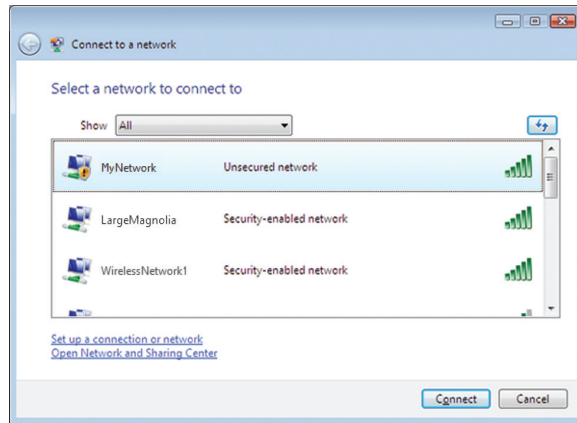 Connect to a network
Select a network to connect to
Show All
MyNetwork Unsecured network
LargeMagnolia Security-enabled network
WirelessNetwork1 Security-enabled network
Set up a connection or network
Open Network and Sharing Center
Connect Cancel